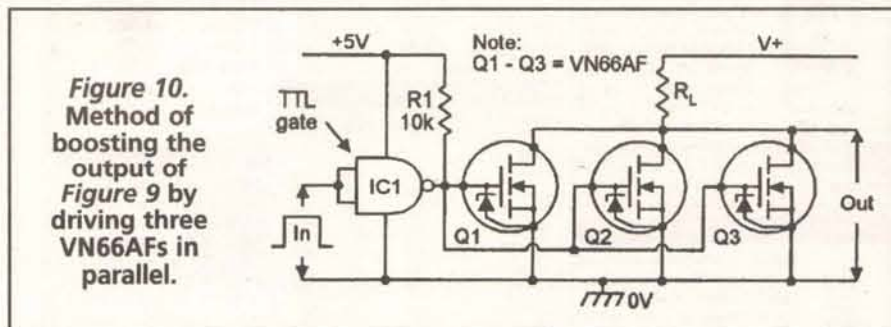 Figure 10.
Method of
boosting the
output of
Figure 9 by
driving three
VN66AFs in
parallel.
+5V
Note:
Q1 - Q3 = VN66AF
V+
TTL
gate
R1
10k
RL
IC1
In
Q1
Q2
Q3
Out
0V